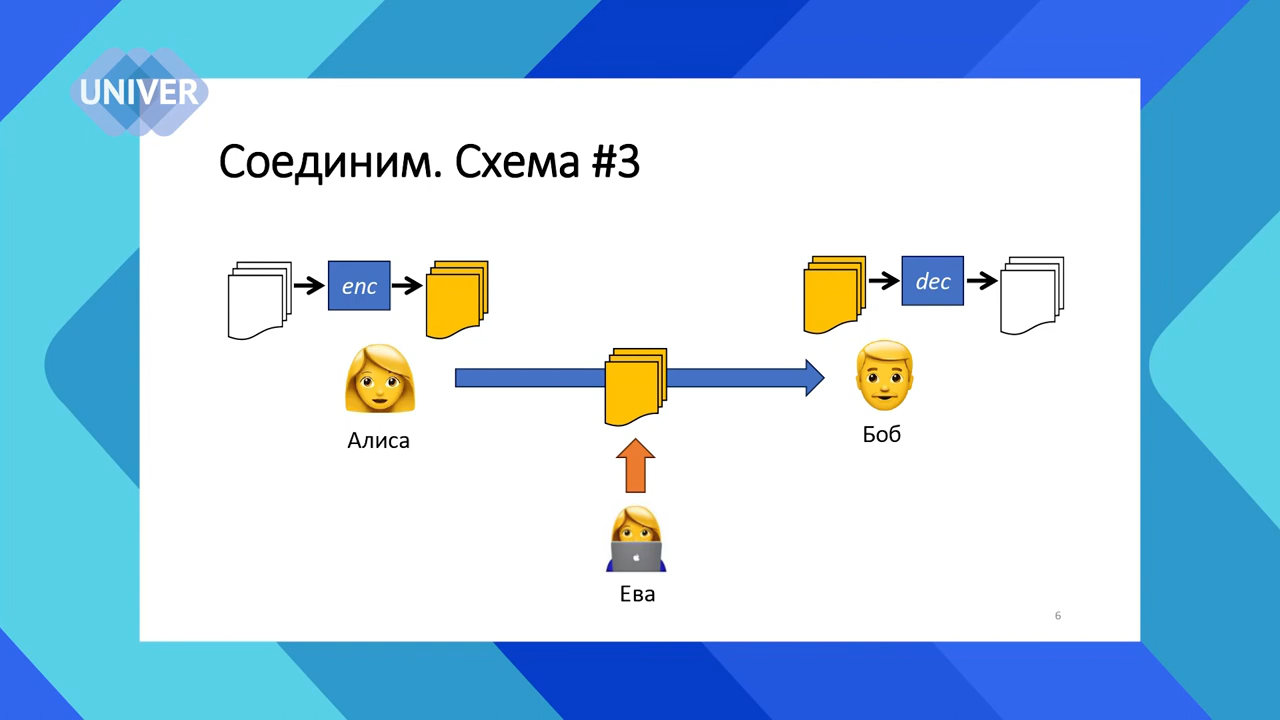 UNIVER
Соединим. Схема #3
enc
dec
Алиса
Боб
Ева
6